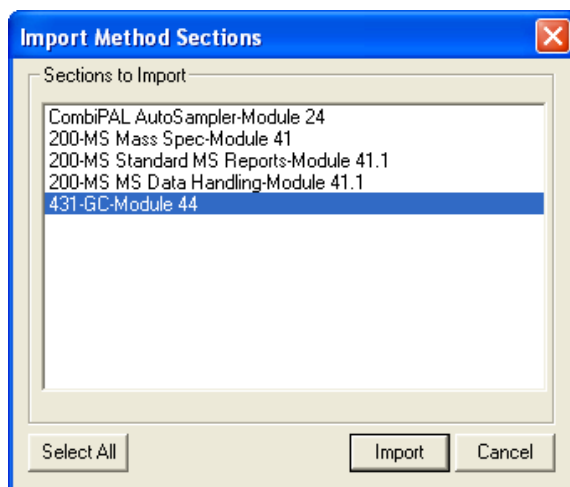 Import Method Sections
Sections to Import
CombiPAL AutoSampler-Module 24
200-MS Mass Spec-Module 41
200-MS Standard MS Reports-Module 41.1
200-MS MS Data Handling-Module 41.1
431-GC-Module 44
Select All Import Cancel